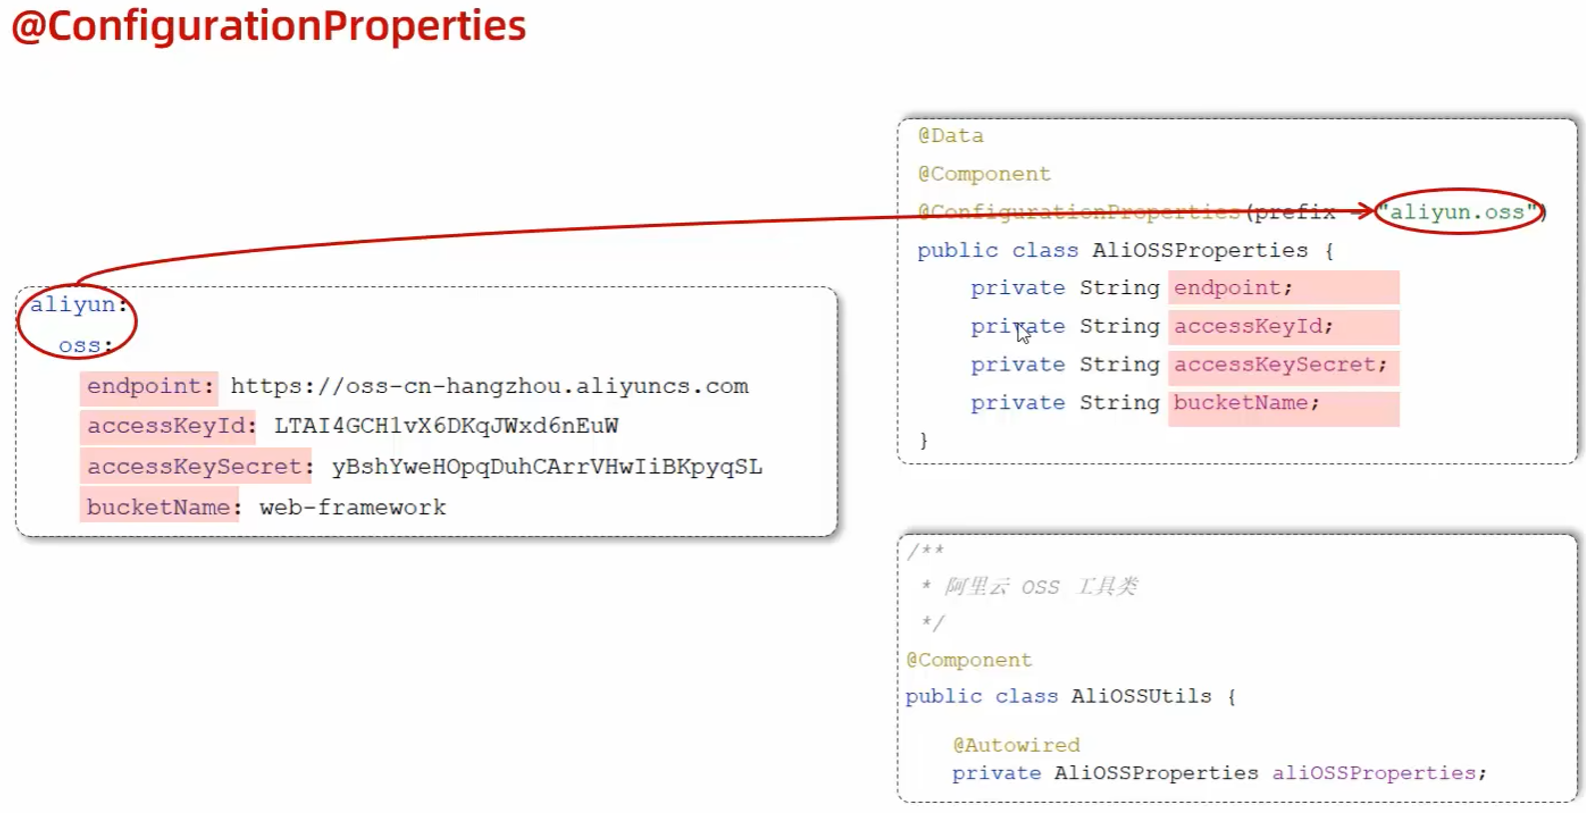 @ConfigurationProperties
aliyun:
oss:
endpoint: https://oss-cn-hangzhou.aliyuncs.com
accessKeyId: LTAI4GCH1vX6DKqJWxd6nEuW
accessKeySecret: yBshYweHOpqDuhCArrVHwIiBKpyqSL
bucketName: web-framework
@Data
@Component
@ConfigurationProperties(prefix = "aliyun.oss")
public class AliOSSProperties {
private String endpoint;
private String accessKeyId;
private String accessKeySecret;
private String bucketName;
}
/**
* 阿里云 OSS 工具类
*/
@Component
public class AliOSSUtils {
@Autowired
private AliOSSProperties aliOSSProperties;